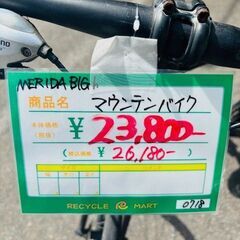 MERIDA BIG
商品名 マウンテンバイク
本体価格 (税抜) ¥23,800-
(税込価格) ¥26,180-
RECYCLE R MART
0718